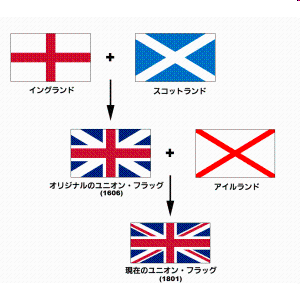 イングランド
スコットランド
オリジナルのユニオン・フラッグ
(1606)
アイルランド
現在のユニオン・フラッグ
(1801)